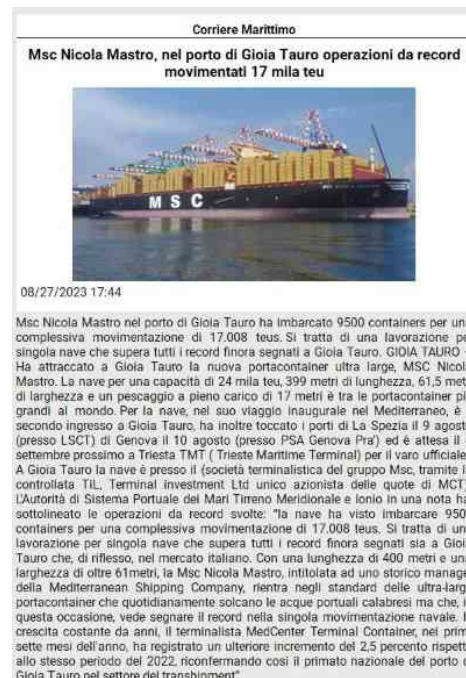 Corriere Marittimo
Msc Nicola Mastro, nel porto di Gioia Tauro operazioni da record
movimentati 17 mila teu
MSC
08/27/2023 17:44
Msc Nicola Mastro nel porto di Gioia Tauro ha imbarcato 9500 containers per un
complessiva movimentazione di 17.008 teus. Si tratta di una lavorazione pe
singola nave che supera tutti i record finora segnati a Gioia Tauro. GIOIA TAURO
Ha attraccato a Gioia Tauro la nuova portacontainer ultra large, MSC Nicol
Mastro. La nave per una capacità di 24 mila teu, 399 metri di lunghezza, 61,5 met
di larghezza e un pescaggio a pieno carico di 17 metri è tra le portacontainer pi
grandi al mondo. Per la nave, nel suo viaggio inaugurale nel Mediterraneo, è
secondo ingresso a Gioia Tauro, ha inoltre toccato i porti di La Spezia il 9 agost
(presso LSCT) di Genova il 10 agosto (presso PSA Genova Pra') ed è attesa il
settembre prossimo a Triesta TMT ( Trieste Maritime Terminal) per il varo ufficiale
A Gioia Tauro la nave è presso il (società terminalistica del gruppo Msc, tramite l
controllata TiL, Terminal investment Ltd unico azionista delle quote di MCT)
L'Autorità di Sistema Portuale dei Mari Tirreno Meridionale e Ionio in una nota ha
sottolineato le operazioni da record svolte: "la nave ha visto imbarcare 950
containers per una complessiva movimentazione di 17.008 teus. Si tratta di un
lavorazione per singola nave che supera tutti i record finora segnati sia a Gioi
Tauro che, di riflesso, nel mercato italiano. Con una lunghezza di 400 metri e un
larghezza di oltre 61metri, la Msc Nicola Mastro, intitolata ad uno storico manage
della Mediterranean Shipping Company, rientra negli standard delle ultra-larg
portacontainer che quotidianamente solcano le acque portuali calabresi ma che, i
questa occasione, vede segnare il record nella singola movimentazione navale. I
crescita costante da anni, il terminalista MedCenter Terminal Container, nei prim
sette mesi dell'anno, ha registrato un ulteriore incremento del 2,5 percento rispett
allo stesso periodo del 2022, riconfermando così il primato nazionale del porto d
Gioia Tauro nel settore del transhipment"